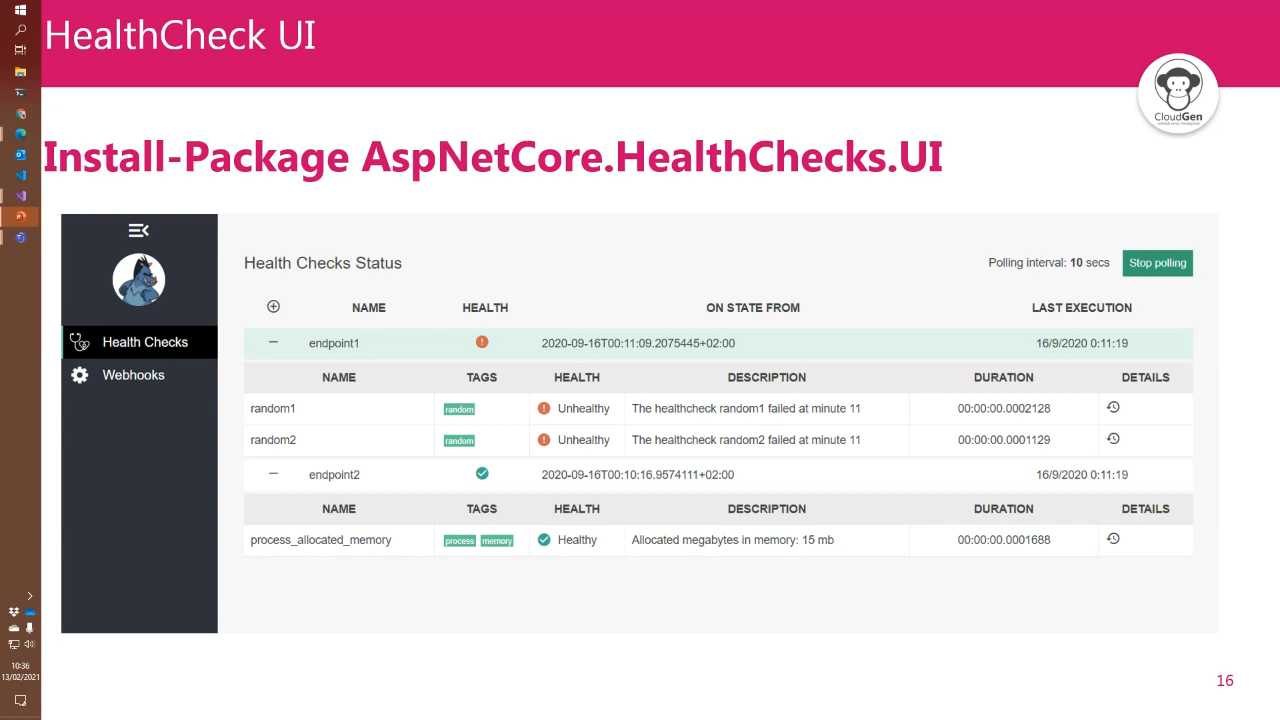 HealthCheck UI
CloudGen
Install-Package AspNetCore.HealthChecks.UI
Health Checks Status
Polling interval: 10 secs
Stop polling
NAME HEALTH ON STATE FROM LAST EXECUTION
Health Checks
Webhooks
endpoint1 2020-09-16T00:11:09.2075445+02:00 16/9/2020 0:11:19
NAME TAGS HEALTH DESCRIPTION DURATION DETAILS
random1 random Unhealthy The healthcheck random1 failed at minute 11 00:00:00.0002128
random2 random Unhealthy The healthcheck random2 failed at minute 11 00:00:00.0001129
endpoint2 2020-09-16T00:10:16.9574111+02:00 16/9/2020 0:11:19
NAME TAGS HEALTH DESCRIPTION DURATION DETAILS
process_allocated_memory process memory Healthy Allocated megabytes in memory: 15 mb 00:00:00.0001688
10:36
13/02/2021
16